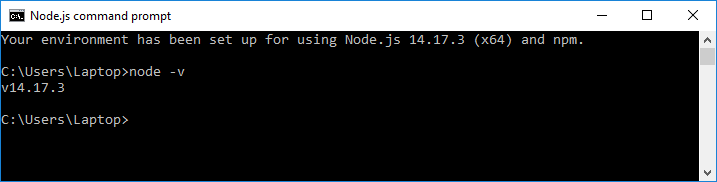 Node.js command prompt
Your environment has been set up for using Node.js 14.17.3 (x64) and npm.
C:\Users\Laptop>node -v
v14.17.3
C:\Users\Laptop>